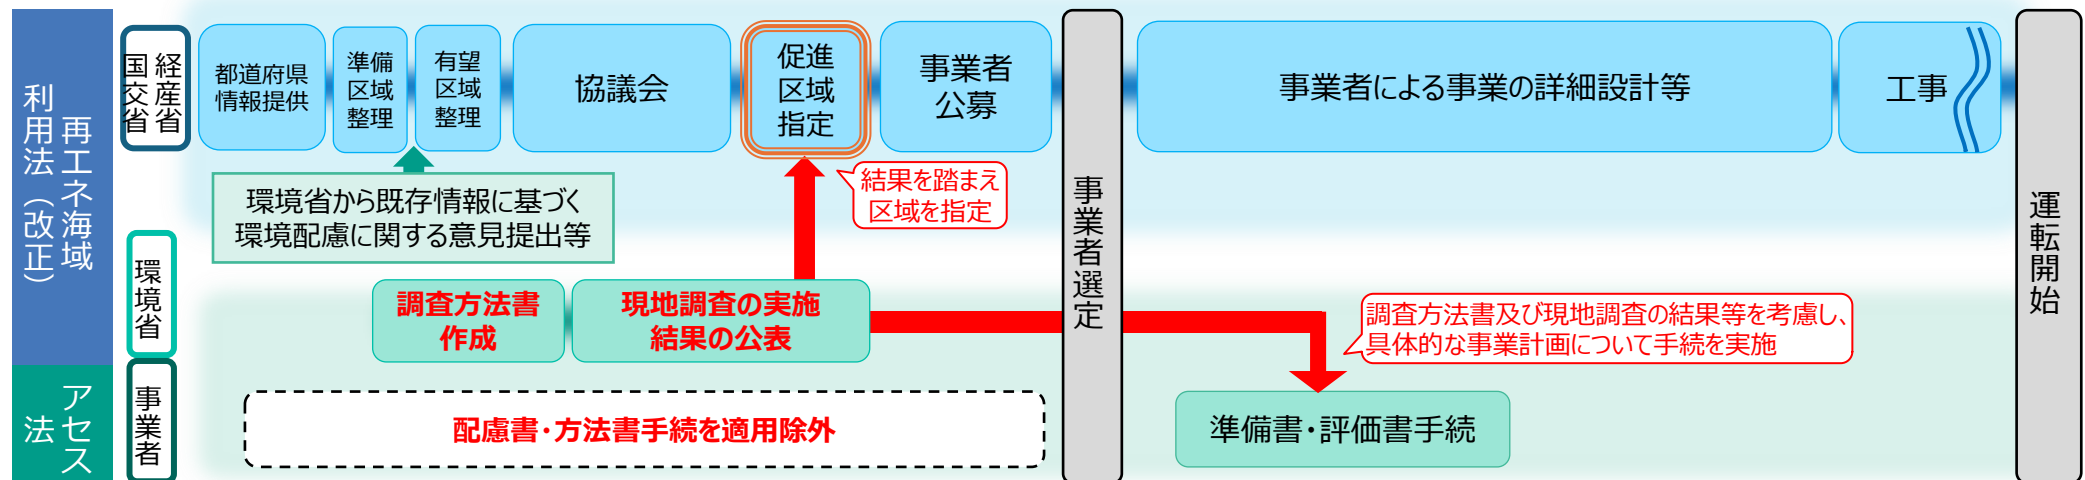 再エネ海域
利用法（改正）
アセス
法
経産省
国交省
環境省
事業者
都道府県
情報提供
準備
区域
整理
有望
区域
整理
協議会
促進
区域
指定
事業者
公募
事業者選定
事業者による事業の詳細設計等
工事
運転開始
環境省から既存情報に基づく
環境配慮に関する意見提出等
結果を踏まえ
区域を指定
調査方法書
作成
現地調査の実施
結果の公表
調査方法書及び現地調査の結果等を考慮し、
具体的な事業計画について手続を実施
配慮書・方法書手続を適用除外
準備書・評価書手続